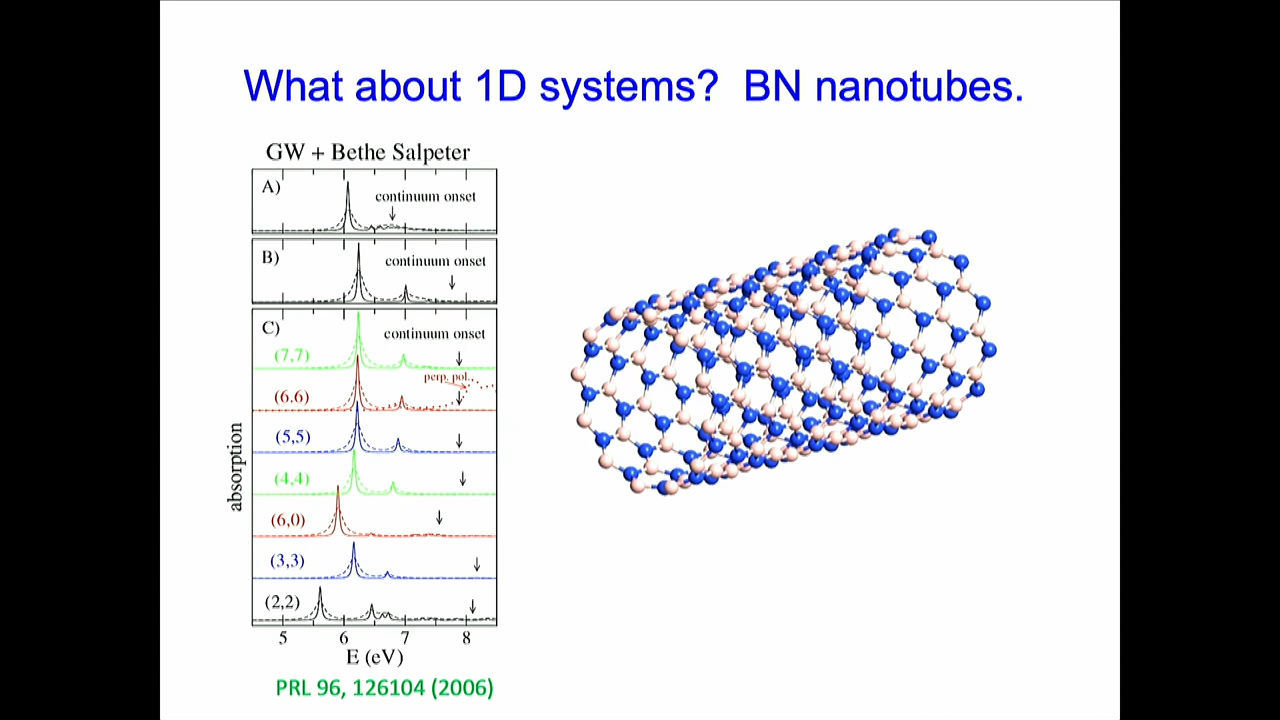 What about 1D systems? BN nanotubes.
GW + Bethe Salpeter
A)
continuum onset
B)
continuum onset
C)
continuum onset
(7,7)
perp. pol.
(6,6)
(5,5)
(4,4)
(6,0)
(3,3)
(2,2)
absorption
5 6 7 8
E (eV)
PRL 96, 126104 (2006)